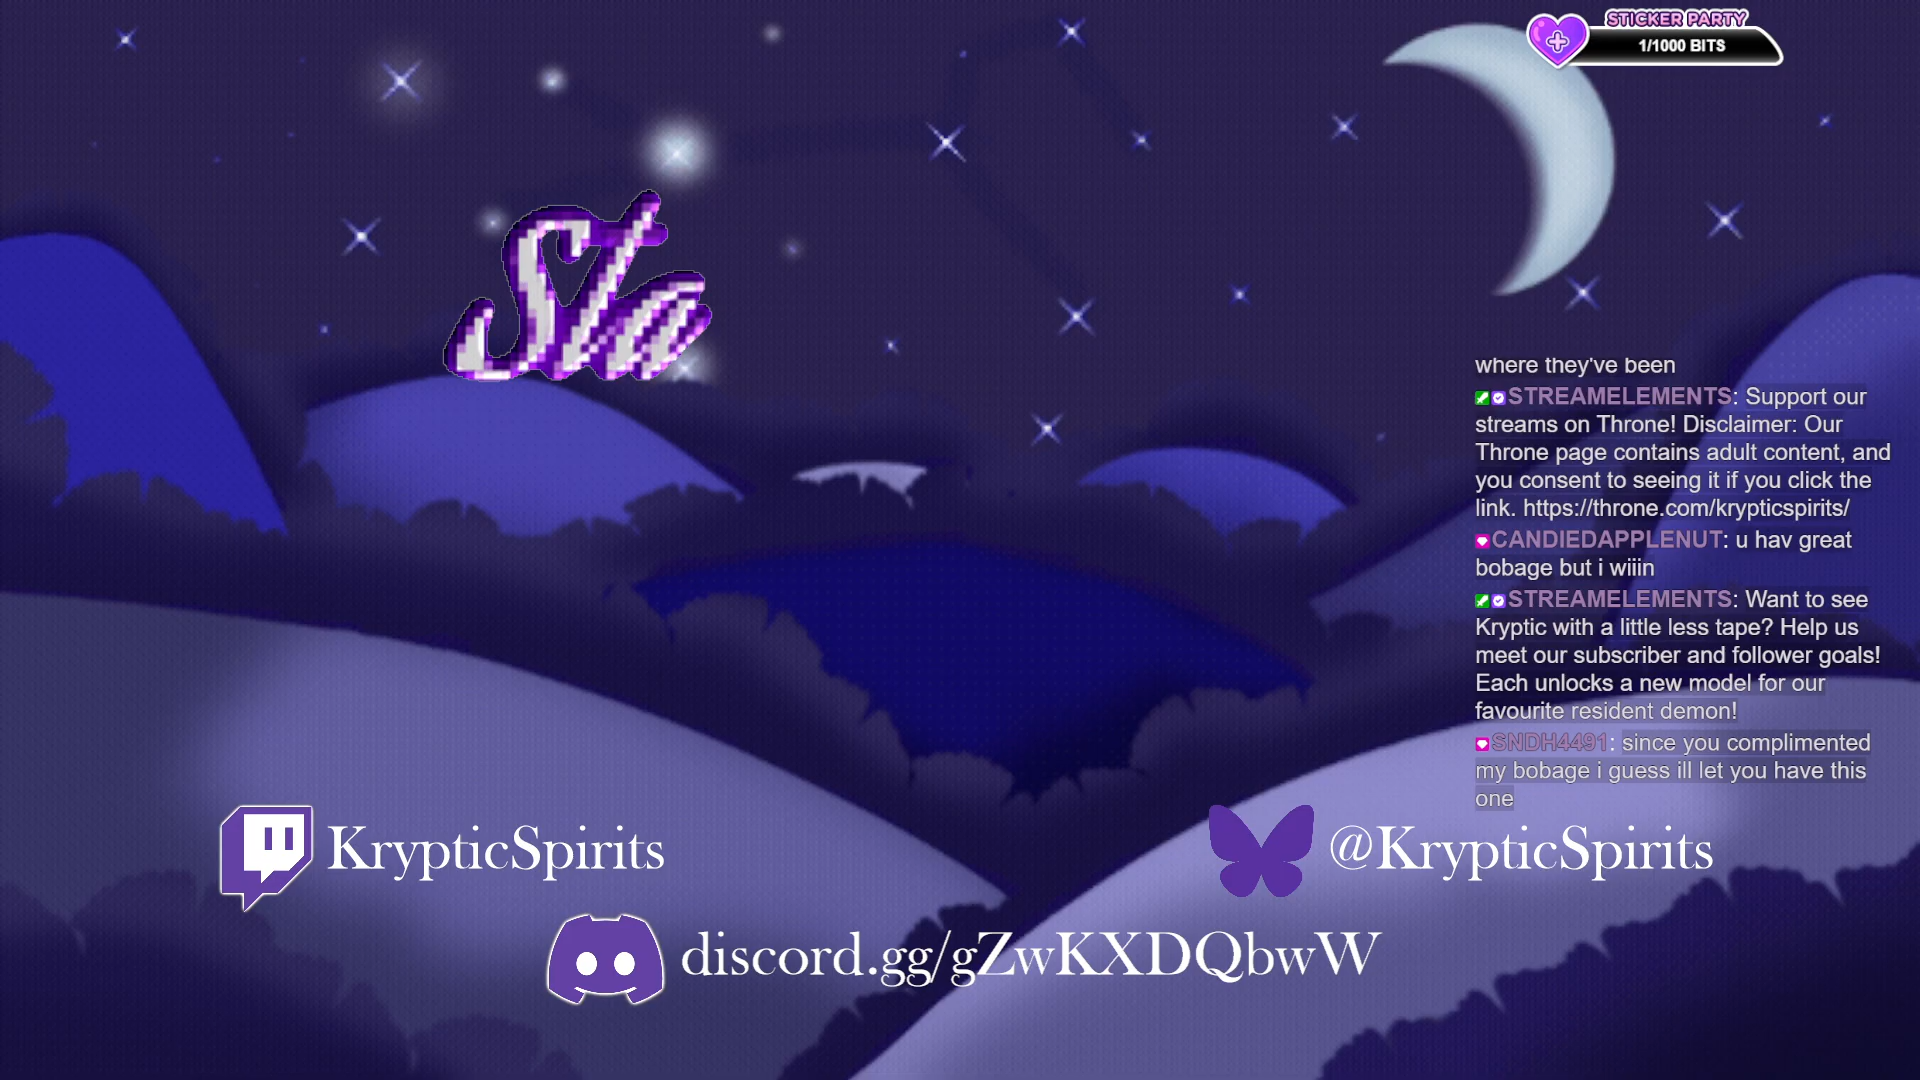 STICKER PARTY
1/1000 BITS
Sta
where they've been
STREAMELEMENTS: Support our
streams on Throne! Disclaimer: Our
Throne page contains adult content, and
you consent to seeing it if you click the
link. https://throne.com/krypticspirits/
CANDIEDAPPLENUT: u hav great
bobage but i wiiin
STREAMELEMENTS: Want to see
Kryptic with a little less tape? Help us
meet our subscriber and follower goals!
Each unlocks a new model for our
favourite resident demon!
SNDH4491: since you complimented
my bobage i guess ill let you have this
one
KrypticSpirits
@KrypticSpirits
discord.gg/gZwKXDQbwW